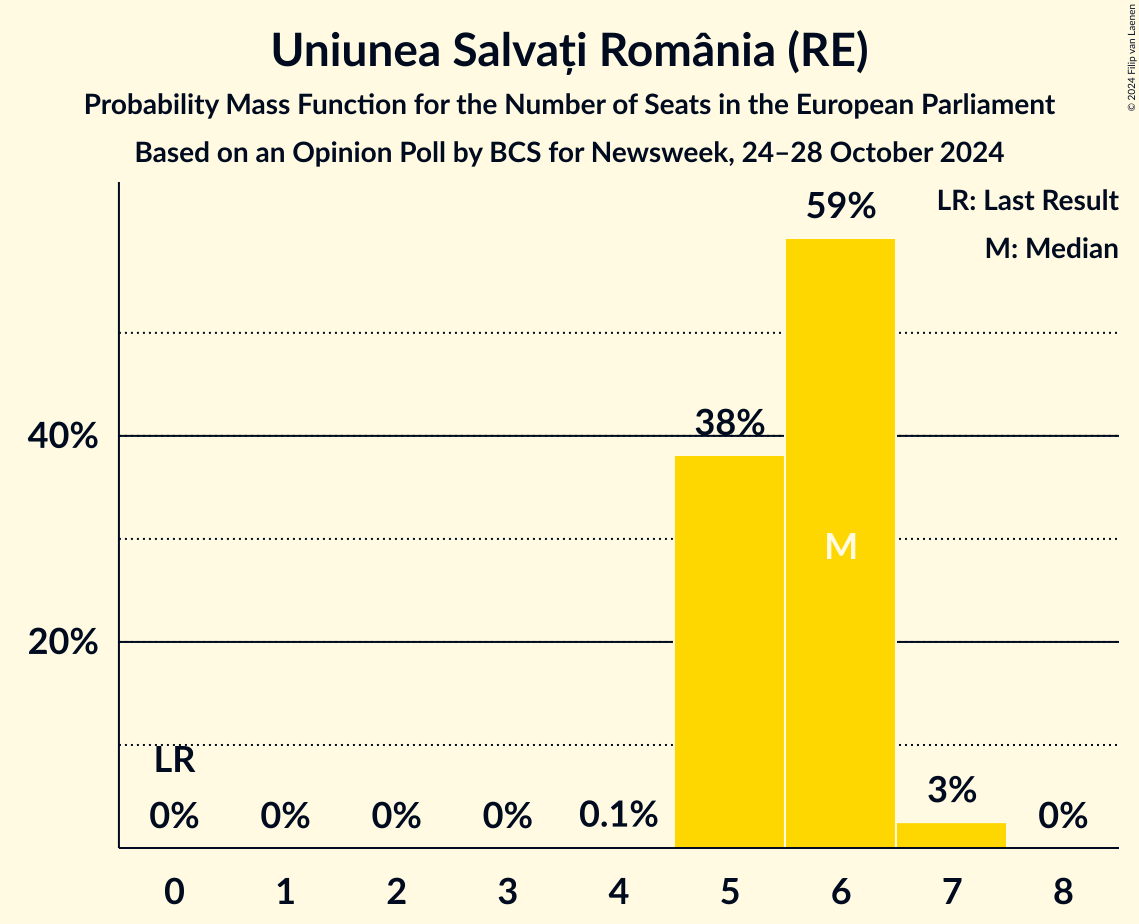 Uniunea Salvați România (RE)
Probability Mass Function for the Number of Seats in the European Parliament
Based on an Opinion Poll by BCS for Newsweek, 24–28 October 2024
© 2024 Filip van Laenen
LR: Last Result
M: Median
59%
38%
40%
M
20%
LR
0% 0% 0% 0% 0.1% 3% 0%
0 1 2 3 4 5 6 7 8